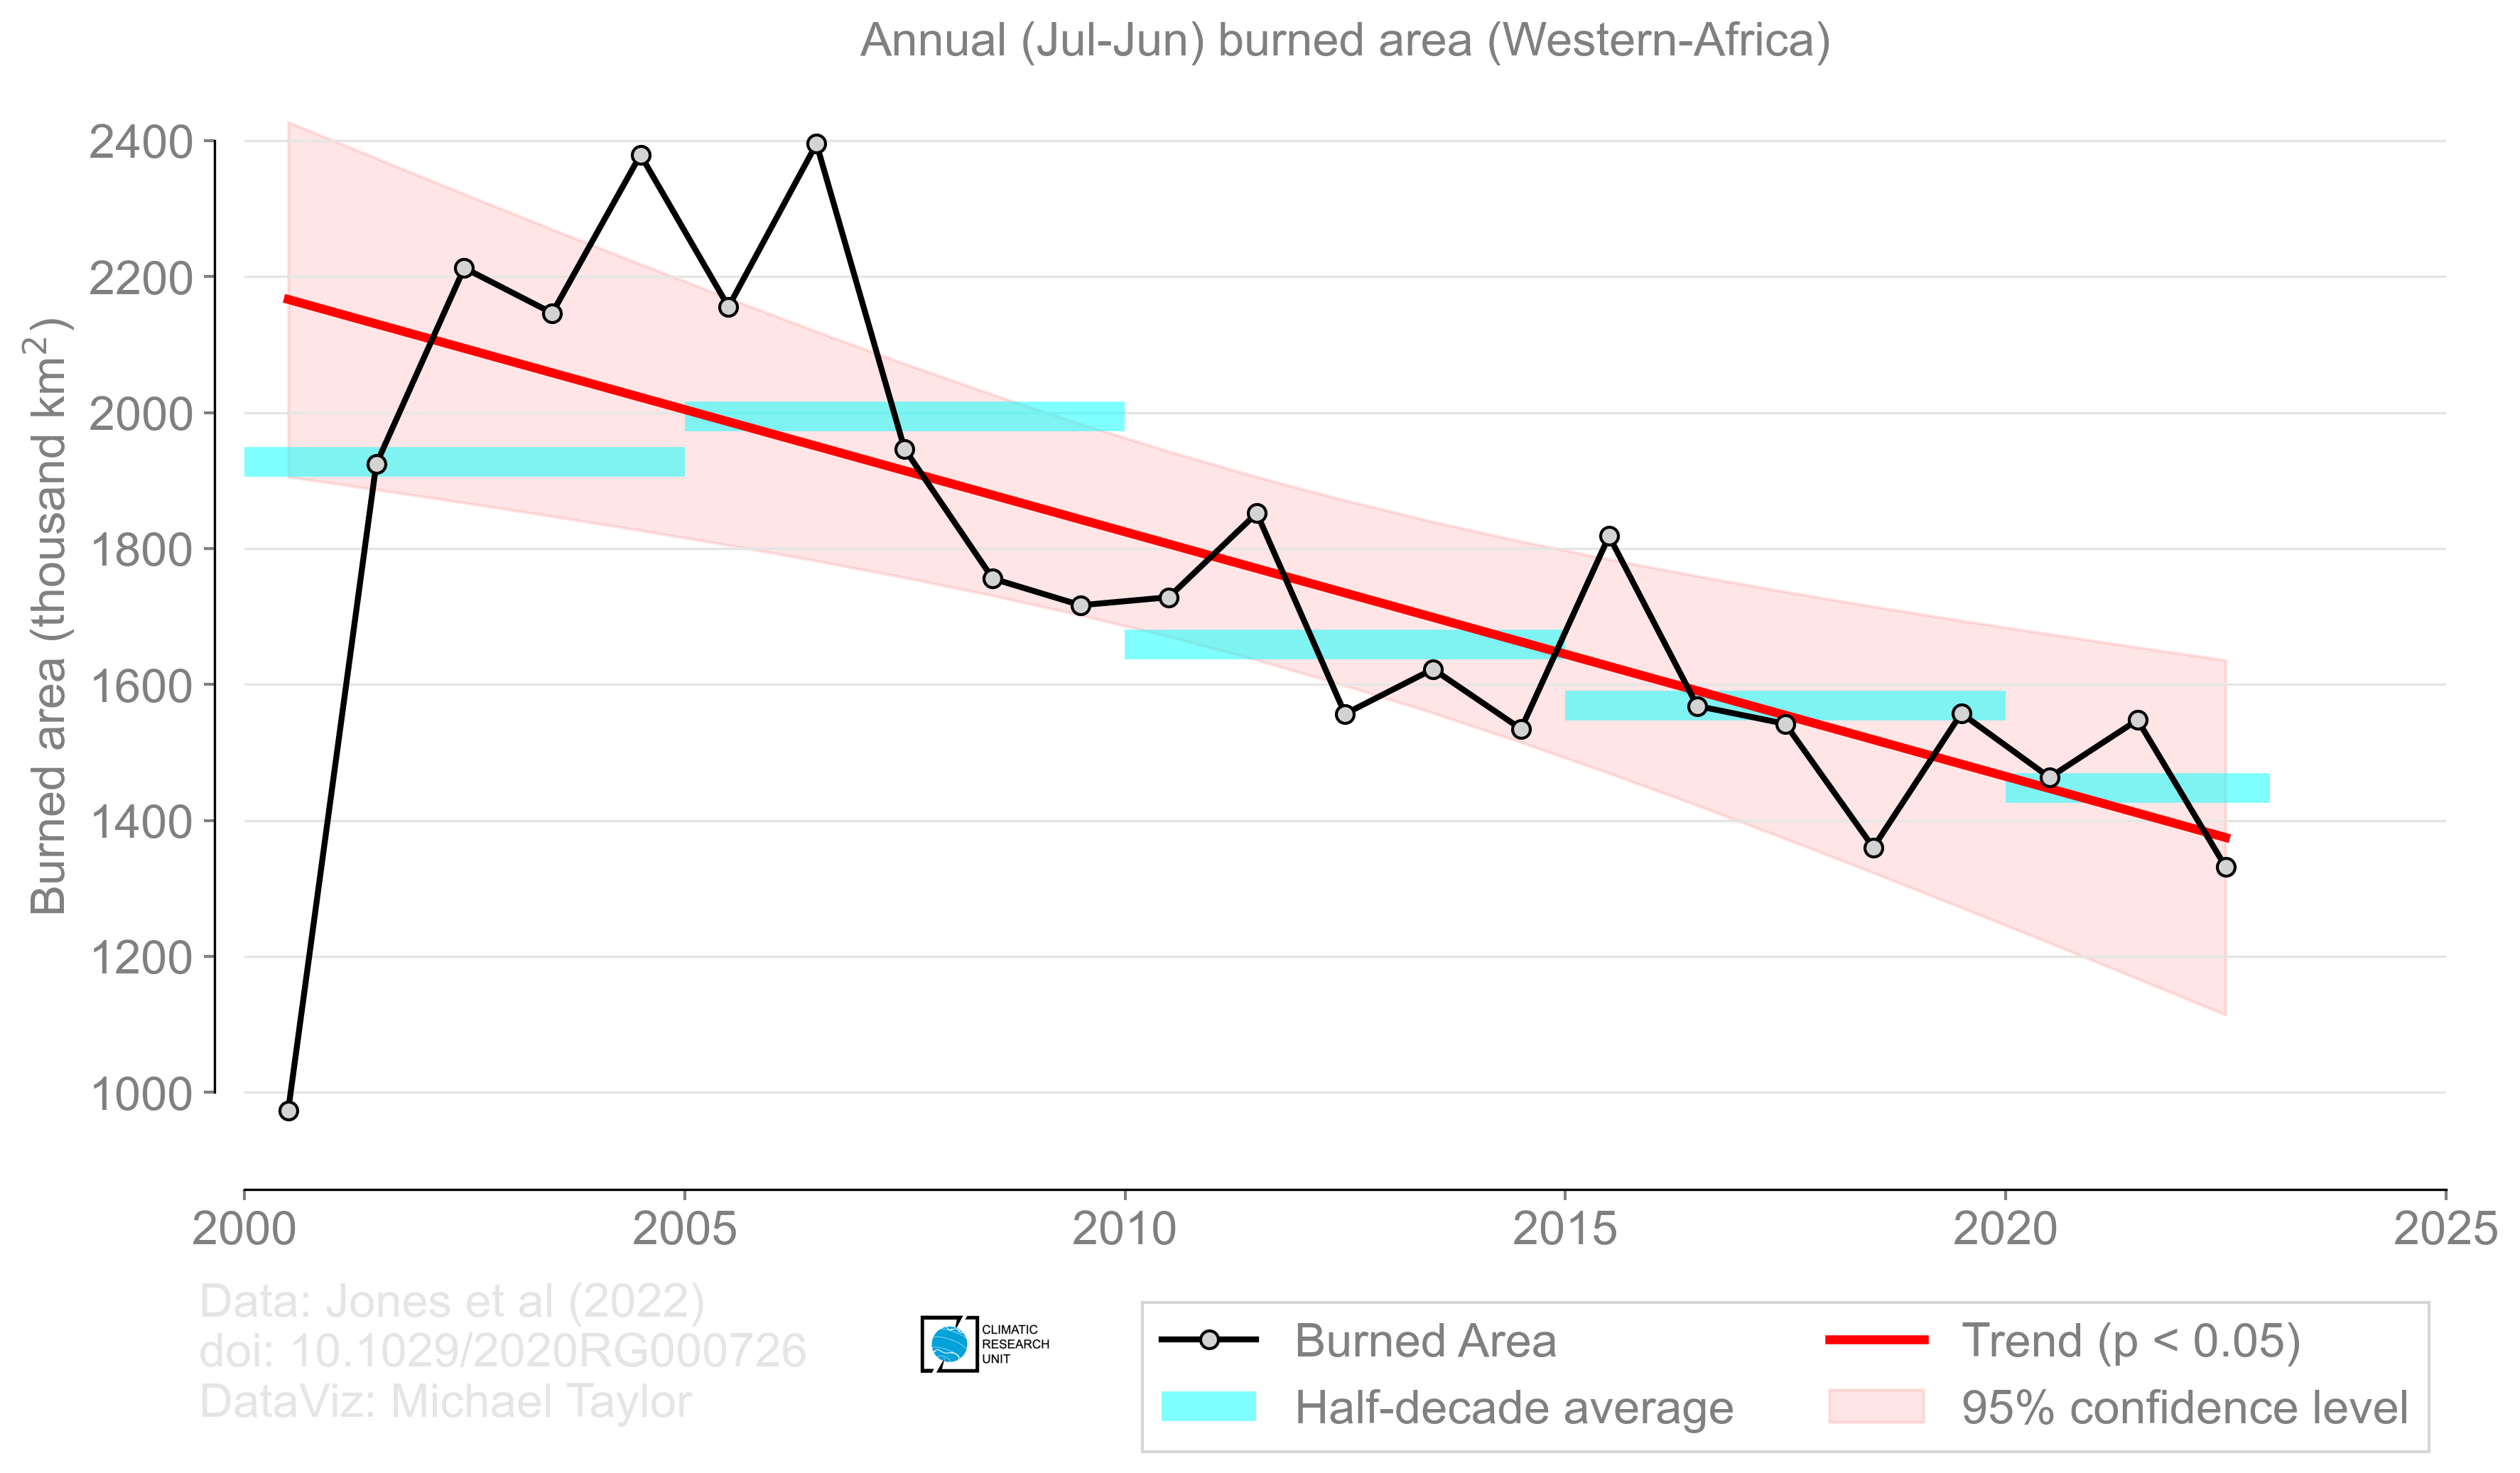 Annual (Jul-Jun) burned area (Western-Africa)
Burned area (thousand km²)
2400
2200
2000
1800
1600
1400
1200
1000
2000 2005 2010 2015 2020 2025
Data: Jones et al (2022)
doi: 10.1029/2020RG000726
DataViz: Michael Taylor
CLIMATIC
RESEARCH
UNIT
Burned Area
Half-decade average
Trend (p < 0.05)
95% confidence level